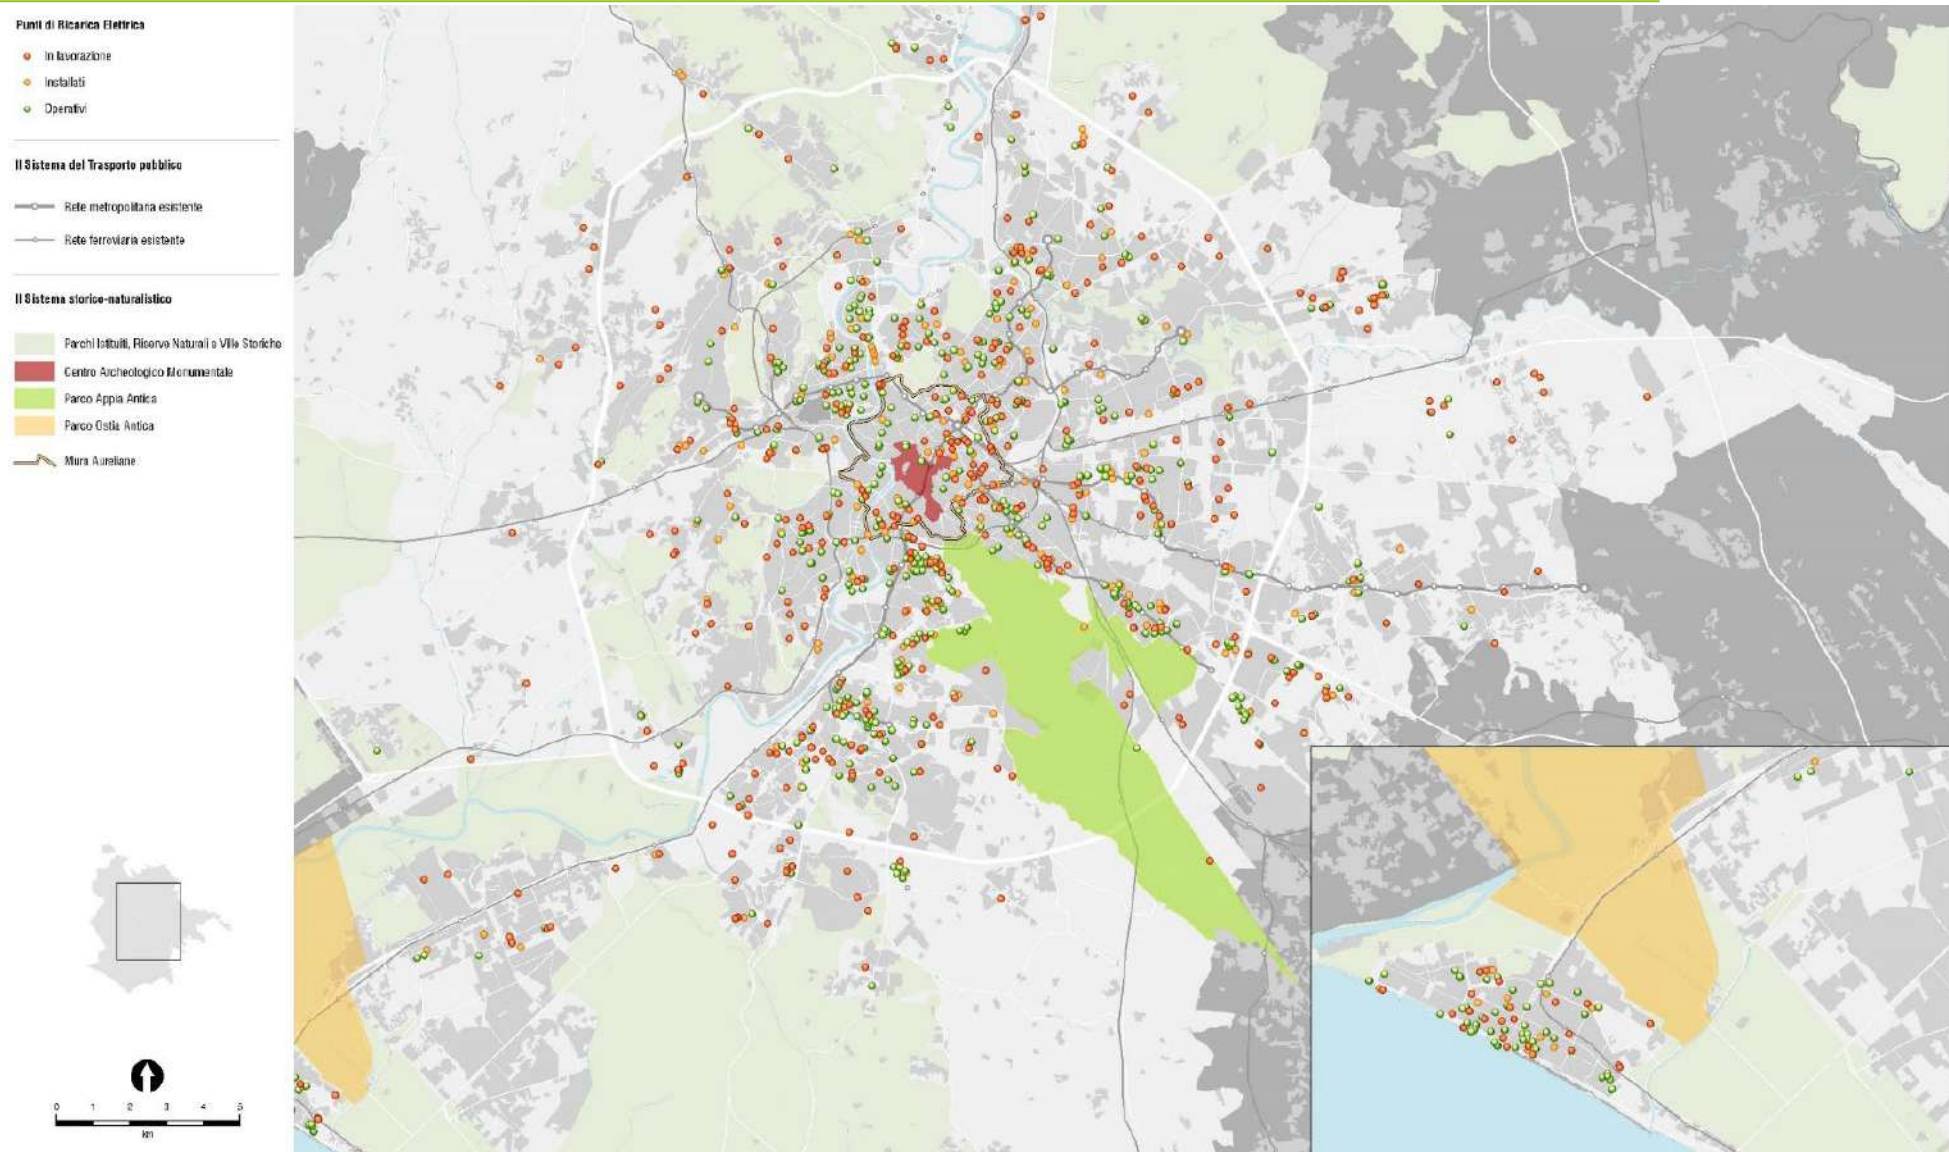 Punti di Ricarica Elettrica
In lavorazione
Installati
Operativi
Il Sistema del Trasporto pubblico
Rete metropolitana esistente
Rete ferroviaria esistente
Il Sistema storico-naturalistico
Parchi Istituiti, Riserve Naturali e Ville Storiche
Centro Archeologico Monumentale
Parco Appia Antica
Parco Ostia Antica
Mura Aureliane
0 1 2 3 4 5
km